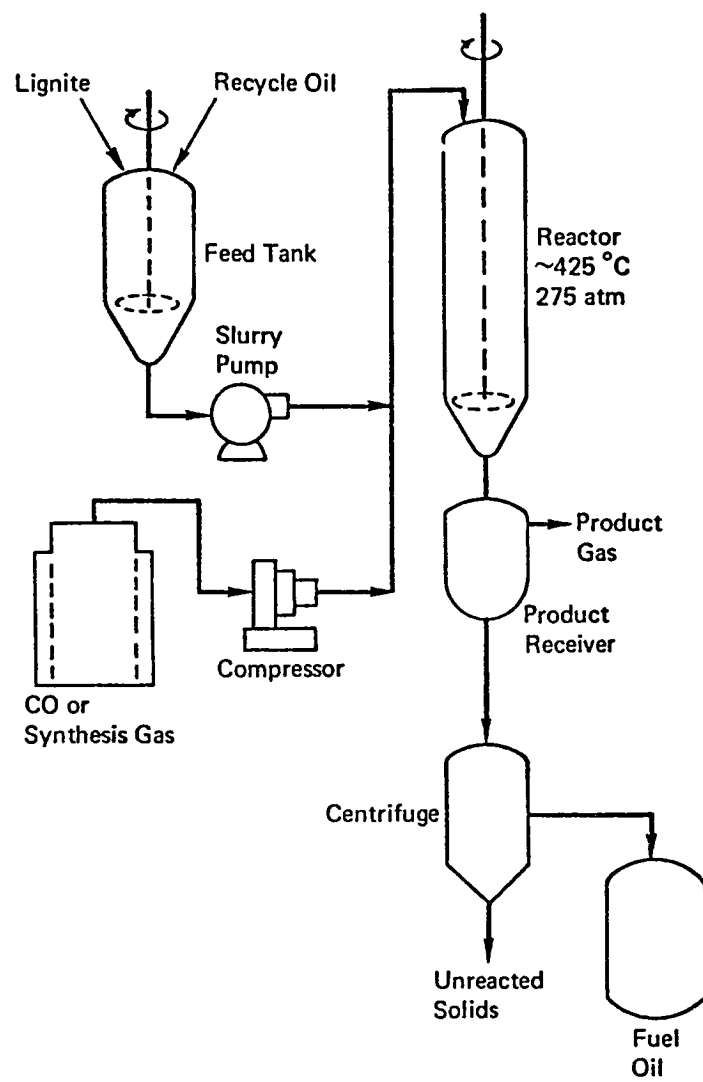 Lignite
Recycle Oil
Feed Tank
Slurry
Pump
Reactor
~425 °C
275 atm
Product
Gas
Product
Receiver
Compressor
CO or
Synthesis Gas
Centrifuge
Unreacted
Solids
Fuel
Oil